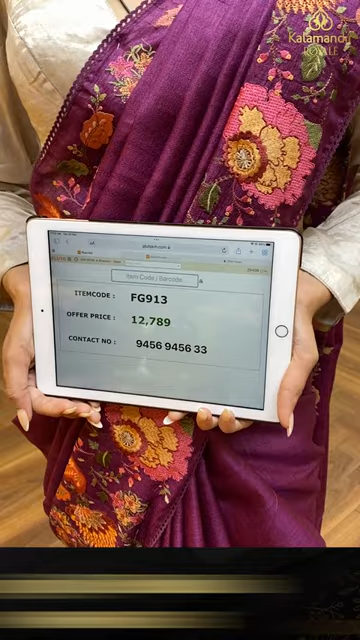 Kalamandir
ROYALE
Item Code / Barcode
ITEMCODE : FG913
OFFER PRICE : 12,789
CONTACT NO : 9456 9456 33